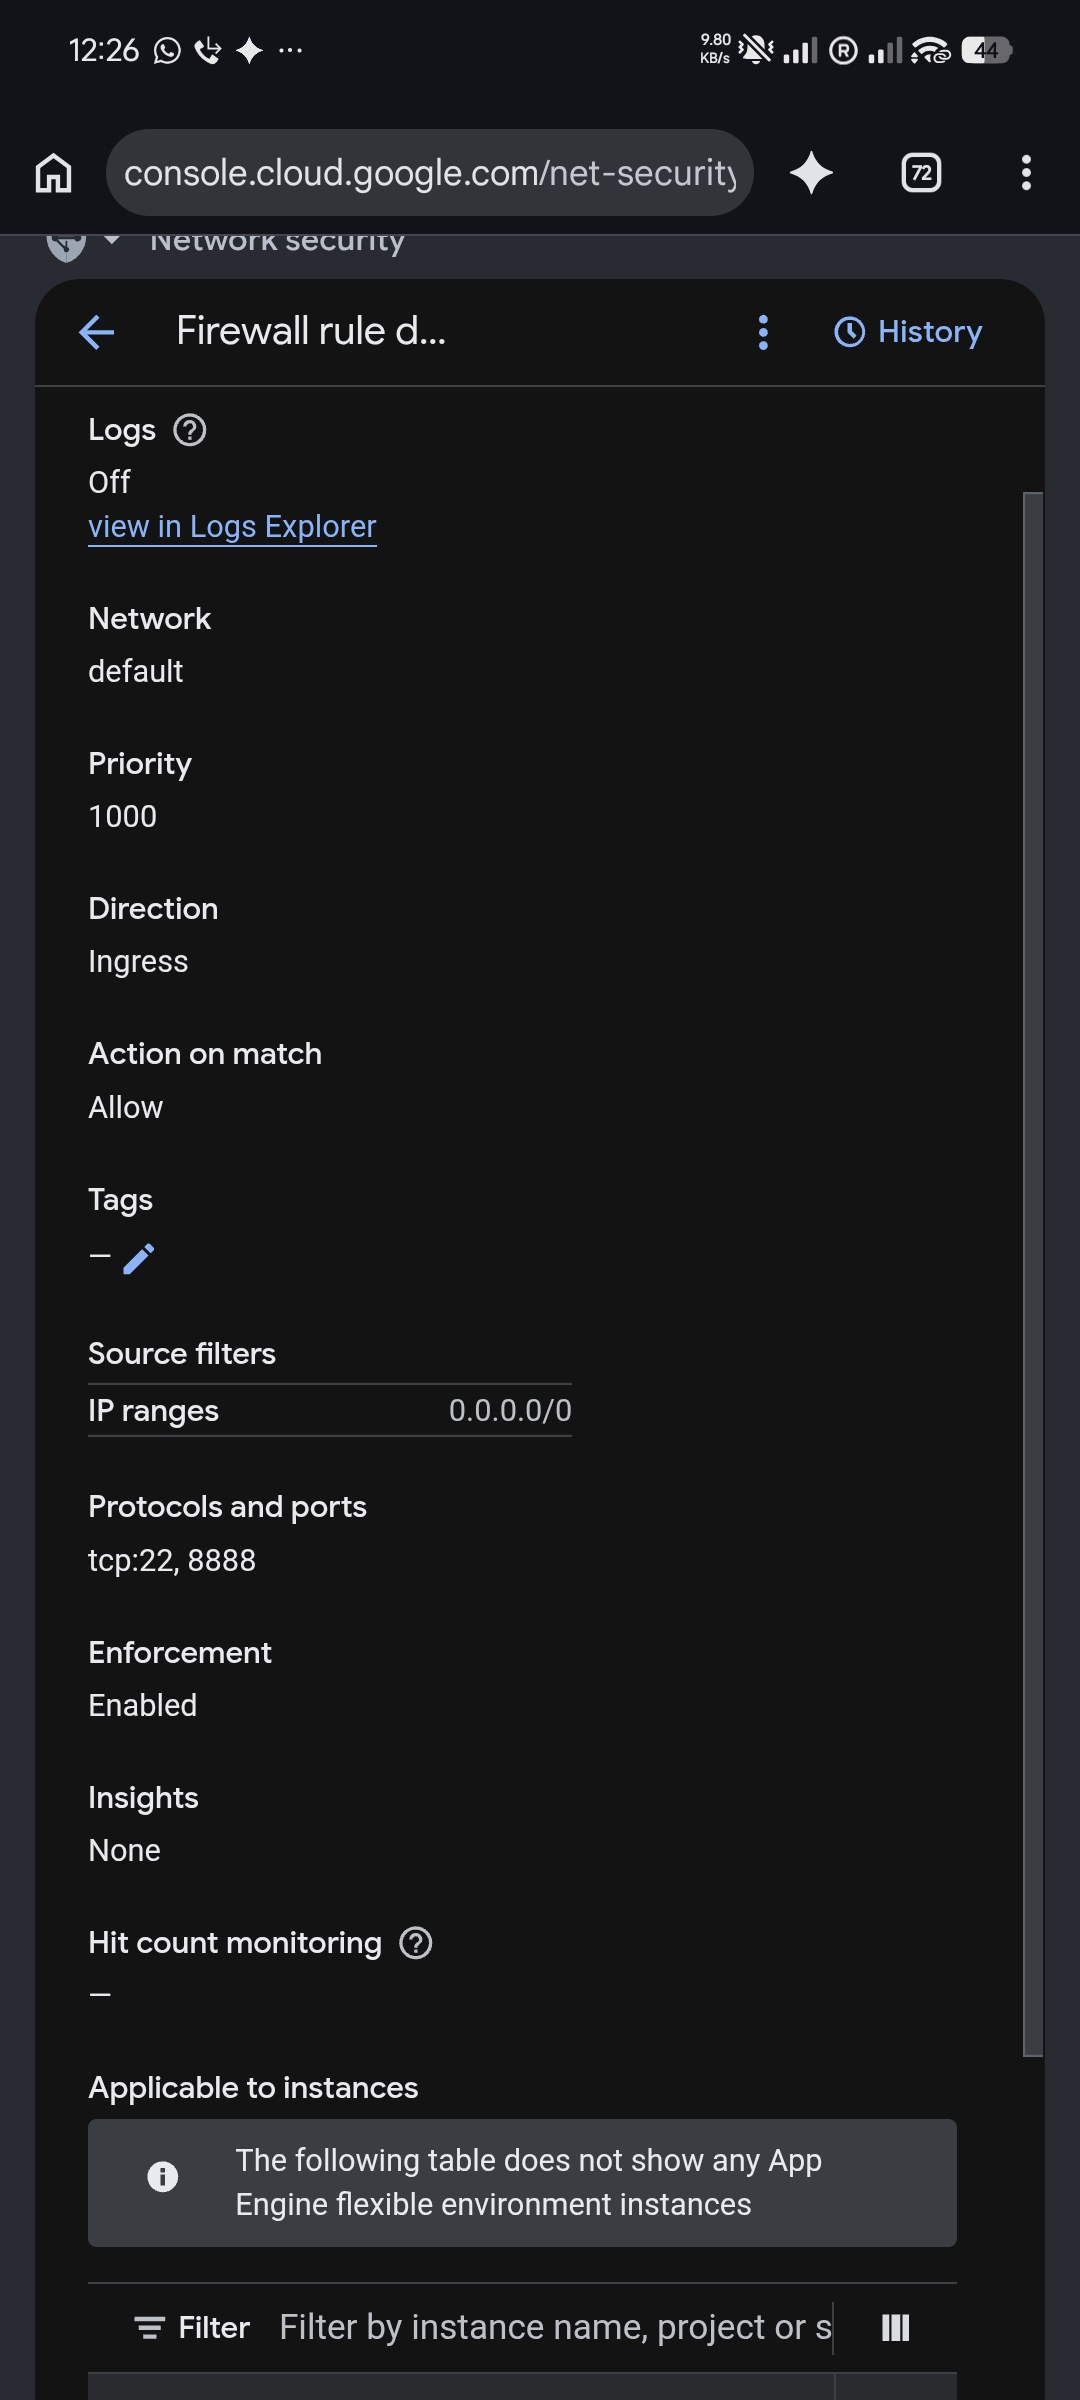 12:26
9.80
KB/s
R
44
console.cloud.google.com/net-security
72
Network security
Firewall rule d...
History
Logs
Off
view in Logs Explorer
Network
default
Priority
1000
Direction
Ingress
Action on match
Allow
Tags
—
Source filters
IP ranges 0.0.0.0/0
Protocols and ports
tcp:22, 8888
Enforcement
Enabled
Insights
None
Hit count monitoring
—
Applicable to instances
The following table does not show any App
Engine flexible environment instances
Filter Filter by instance name, project or s